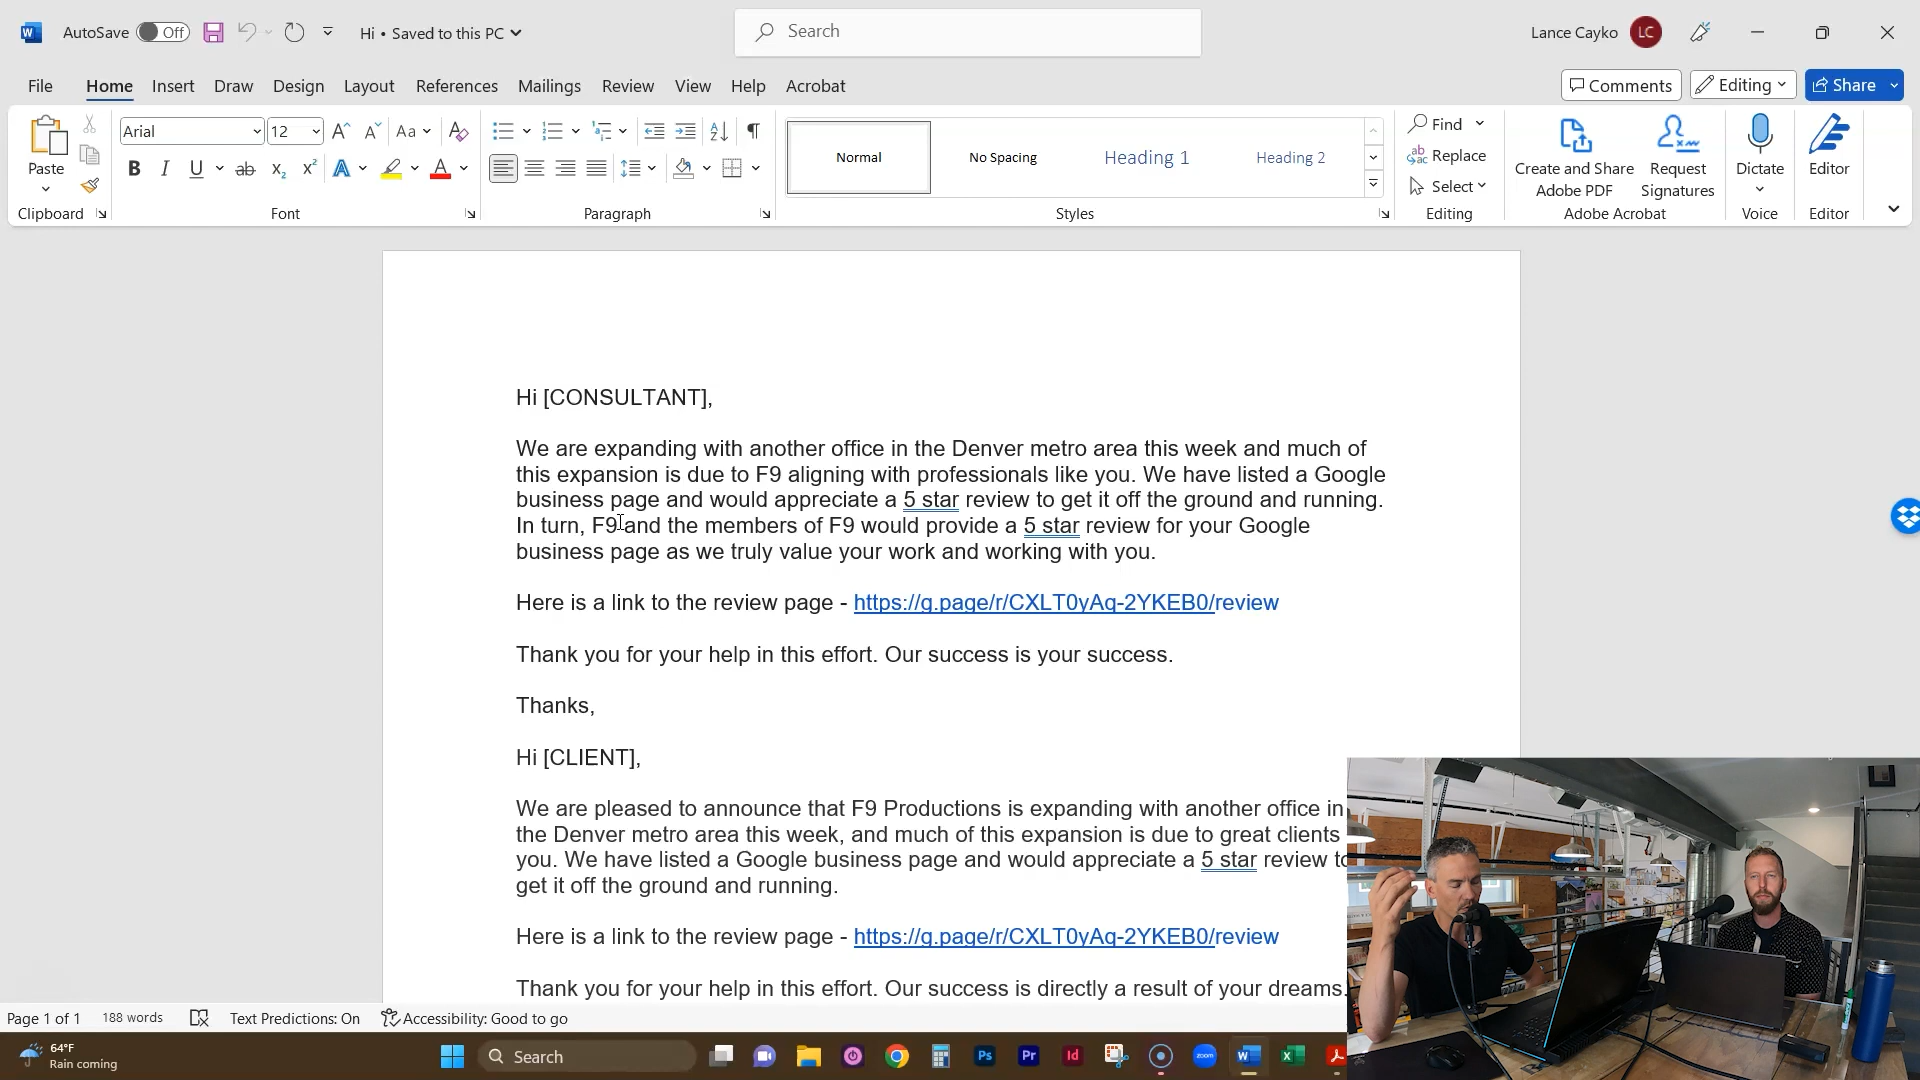 AutoSave Off Hi • Saved to this PC Search Lance Cayko LC
File Home Insert Draw Design Layout References Mailings Review View Help Acrobat Comments Editing Share
Paste
Clipboard
Arial 12
Aa
B I U ab x₂ x² A A
Font
Paragraph
Normal No Spacing Heading 1 Heading 2
Styles
Find
Replace
Select
Editing
Create and Share
Adobe PDF
Request
Signatures
Adobe Acrobat
Dictate
Voice
Editor
Editor
Hi [CONSULTANT],
We are expanding with another office in the Denver metro area this week and much of
this expansion is due to F9 aligning with professionals like you. We have listed a Google
business page and would appreciate a 5 star review to get it off the ground and running.
In turn, F9 and the members of F9 would provide a 5 star review for your Google
business page as we truly value your work and working with you.
Here is a link to the review page - https://g.page/r/CXLT0yAq-2YKEB0/review
Thank you for your help in this effort. Our success is your success.
Thanks,
Hi [CLIENT],
We are pleased to announce that F9 Productions is expanding with another office in
the Denver metro area this week, and much of this expansion is due to great clients
you. We have listed a Google business page and would appreciate a 5 star review to
get it off the ground and running.
Here is a link to the review page - https://g.page/r/CXLT0yAq-2YKEB0/review
Thank you for your help in this effort. Our success is directly a result of your dreams.
Page 1 of 1 188 words Text Predictions: On Accessibility: Good to go
64°F
Rain coming
Search
Ps Pr Id zoom W X